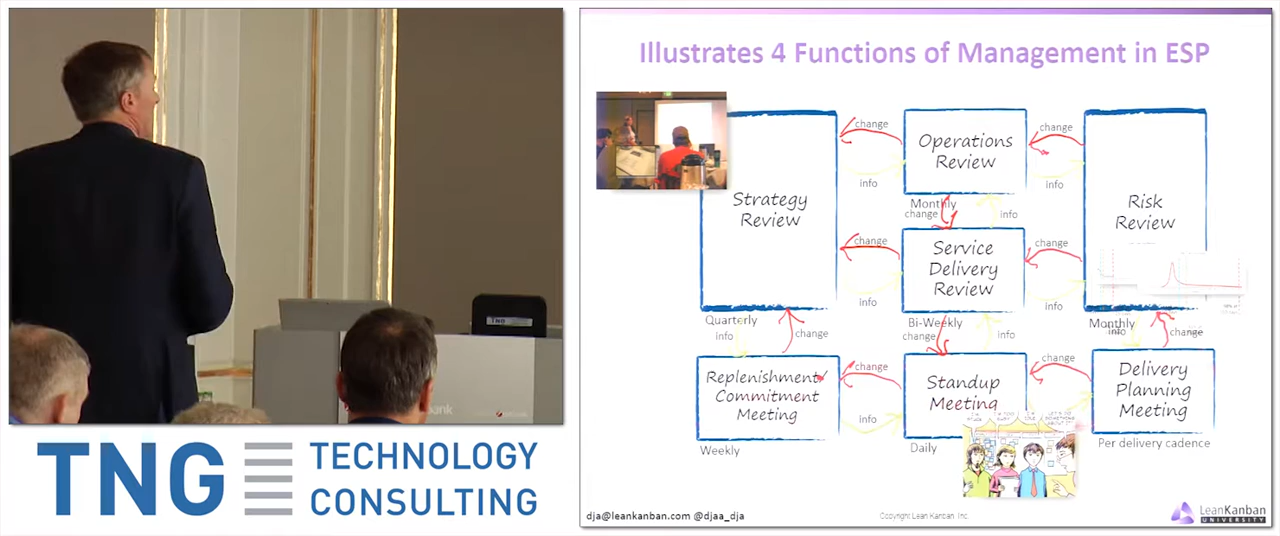 Illustrates 4 Functions of Management in ESP
change
Operations
Review
change
info
info
Strategy
Review
Risk
Review
Monthly
change
info
change
Service
Delivery
Review
change
info
info
Quarterly
info
change
Bi-Weekly
change
info
Monthly
info
change
Replenishment/
Commitment
Meeting
change
Standup
Meeting
change
Delivery
Planning
Meeting
info
Weekly
Daily
Per delivery cadence
TNG
TECHNOLOGY
CONSULTING
dja@leankanban.com @djaa_dja
Copyright Lean Kanban, Inc.
LeanKanban
UNIVERSITY